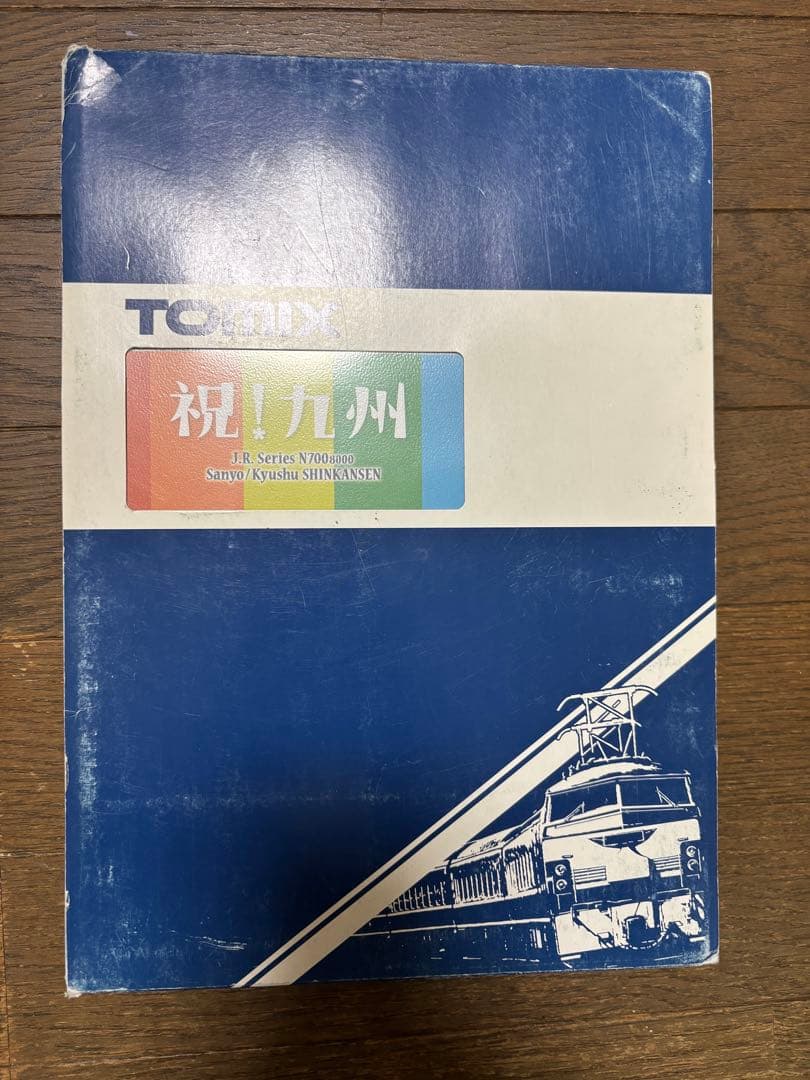 TOMIX
祝！九州
J.R. Series N700 8000
Sanyo/Kyushu SHINKANSEN